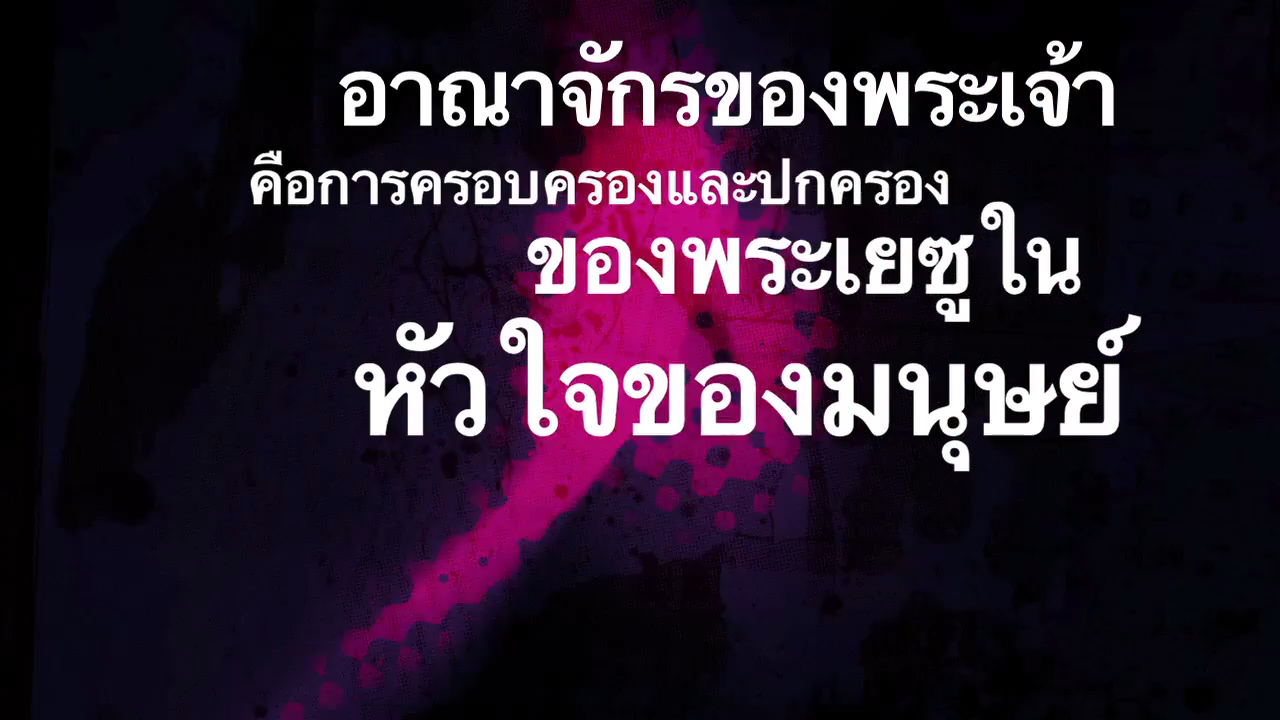 อาณาจักรของพระเจ้า
คือการครอบครองและปกครอง
ของพระเยซูใน
หัวใจของมนุษย์